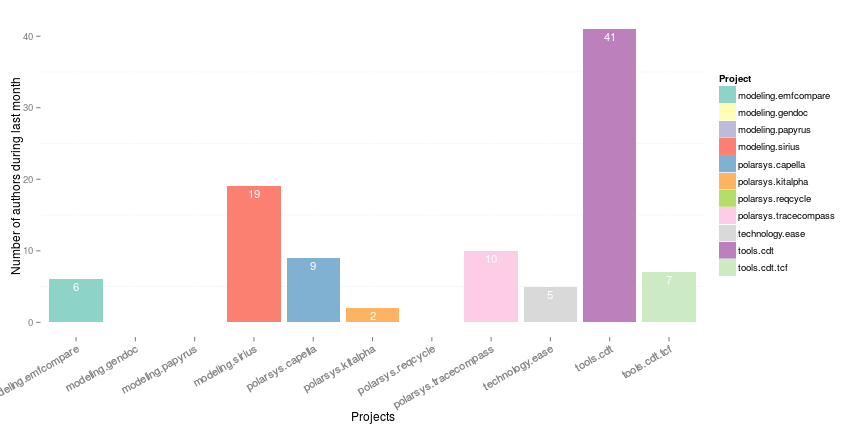 Number of authors during last month
40
30
20
10
0
6
19
9
2
10
5
41
7
deling.emfcompare
modeling.gendoc
modeling.papyrus
modeling.sirius
polarsys.capella
polarsys.kitalpha
polarsys.reqcycle
polarsys.tracecompass
technology.ease
tools.cdt
tools.cdt.tcf
Projects
Project
modeling.emfcompare
modeling.gendoc
modeling.papyrus
modeling.sirius
polarsys.capella
polarsys.kitalpha
polarsys.reqcycle
polarsys.tracecompass
technology.ease
tools.cdt
tools.cdt.tcf